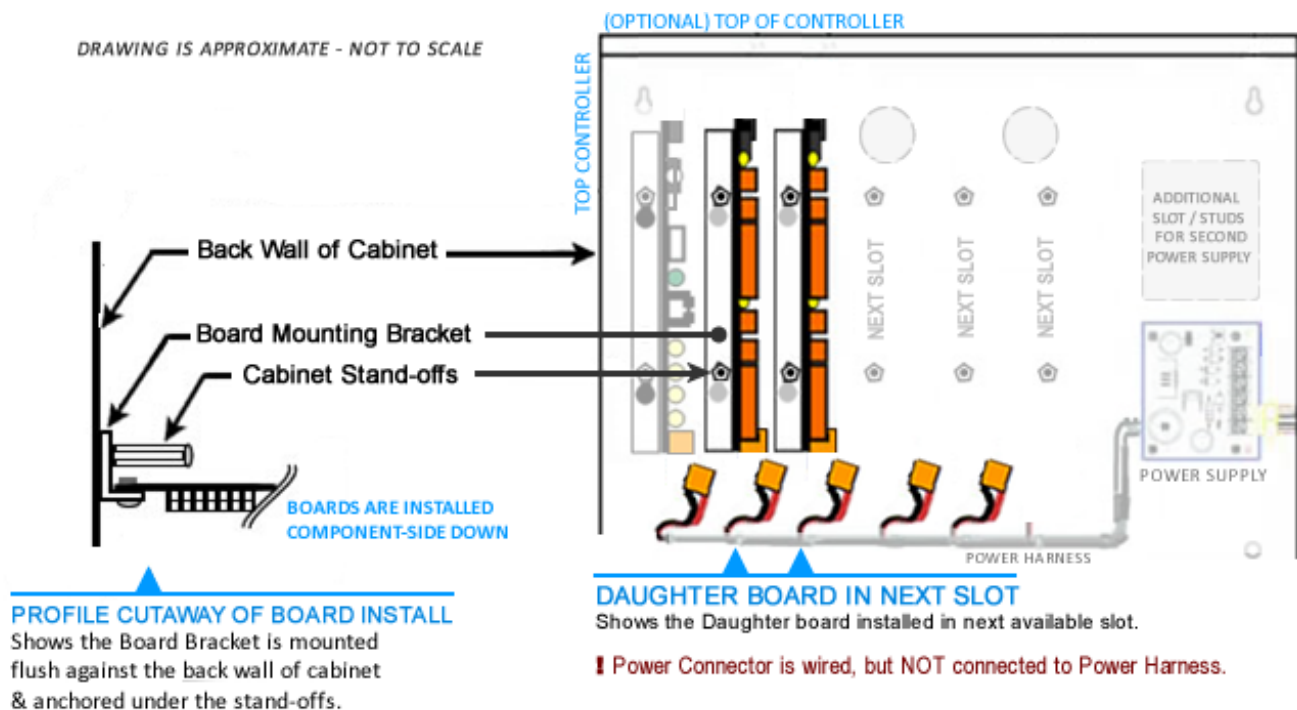 (OPTIONAL) TOP OF CONTROLLER
DRAWING IS APPROXIMATE - NOT TO SCALE
TOP CONTROLLER
ADDITIONAL
SLOT / STUDS
FOR SECOND
POWER SUPPLY
Back Wall of Cabinet
NEXT SLOT
NEXT SLOT
NEXT SLOT
Board Mounting Bracket
Cabinet Stand-offs
POWER SUPPLY
BOARDS ARE INSTALLED
COMPONENT-SIDE DOWN
POWER HARNESS
PROFILE CUTAWAY OF BOARD INSTALL
Shows the Board Bracket is mounted
flush against the back wall of cabinet
& anchored under the stand-offs.
DAUGHTER BOARD IN NEXT SLOT
Shows the Daughter board installed in next available slot.
! Power Connector is wired, but NOT connected to Power Harness.